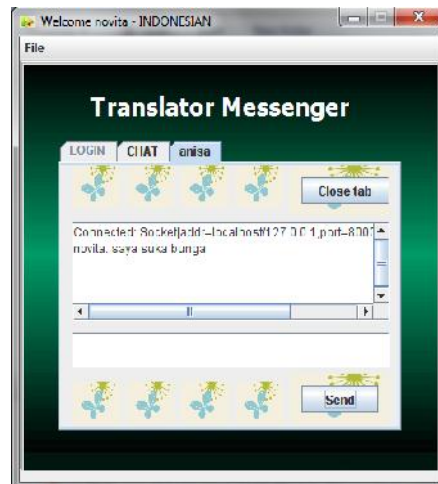 Welcome novita - INDONESIAN
File
Translator Messenger
LOGIN CHAT anisa
Close tab
Connected: Socket[addr=localhost/127.0.0.1,port=800
novita: saya suka bunga
Send